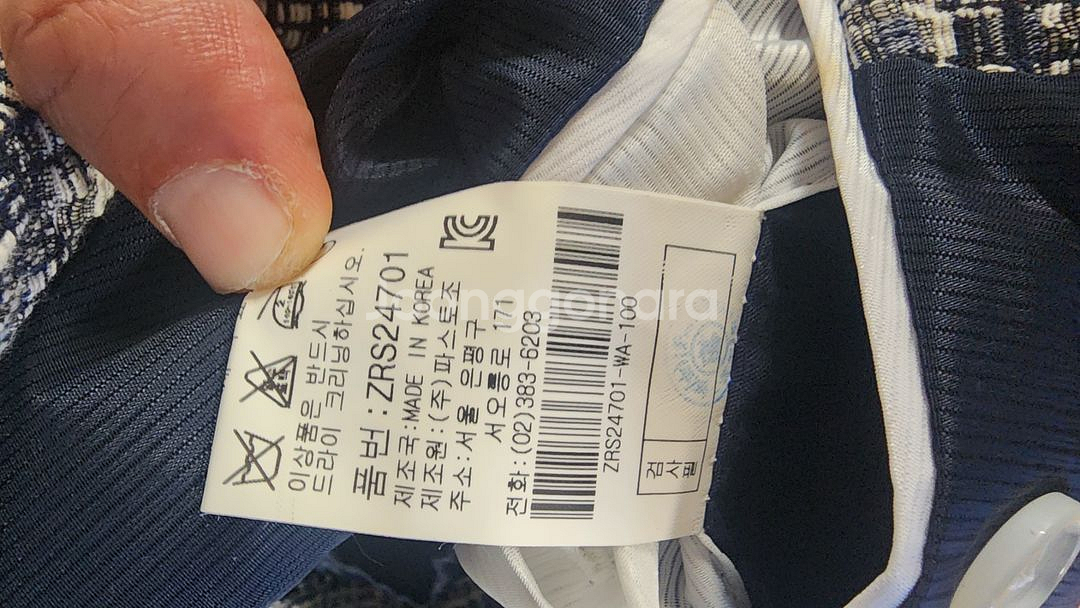 이상품은 반드시
드라이 크리닝하십시오.
품번 : ZRS24701
제조국:MADE IN KOREA
제조원:(주)파스토조
주소:서울 은평구
서오릉로 171
전화:(02)383-6203
ZRS24701-WA-100
검사필
Joonggonara